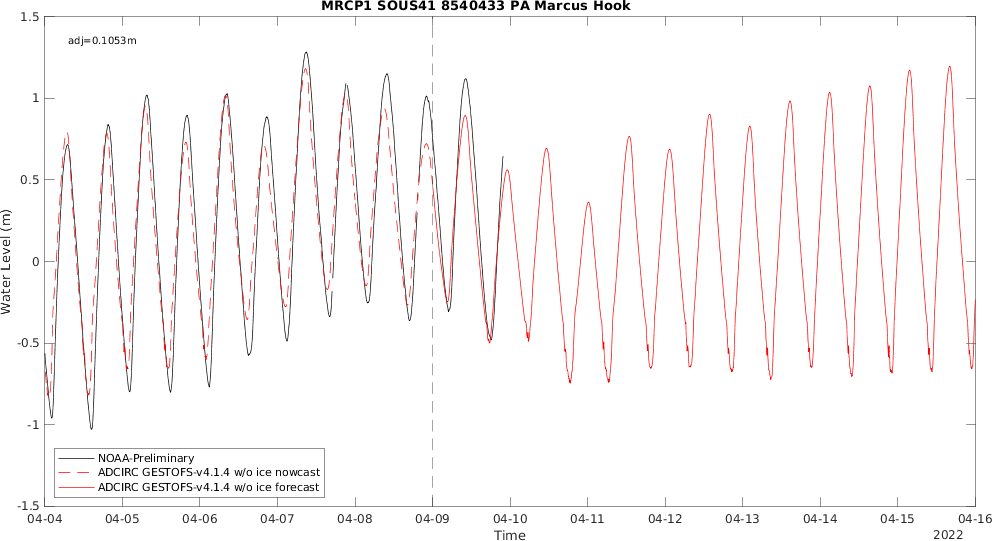 MRCP1 SOUS41 8540433 PA Marcus Hook
adj=0.1053m
1.5
1
0.5
0
-0.5
-1
-1.5
Water Level (m)
NOAA-Preliminary
ADCIRC GESTOFS-v4.1.4 w/o ice nowcast
ADCIRC GESTOFS-v4.1.4 w/o ice forecast
04-04 04-05 04-06 04-07 04-08 04-09 04-10 04-11 04-12 04-13 04-14 04-15 04-16
Time
2022